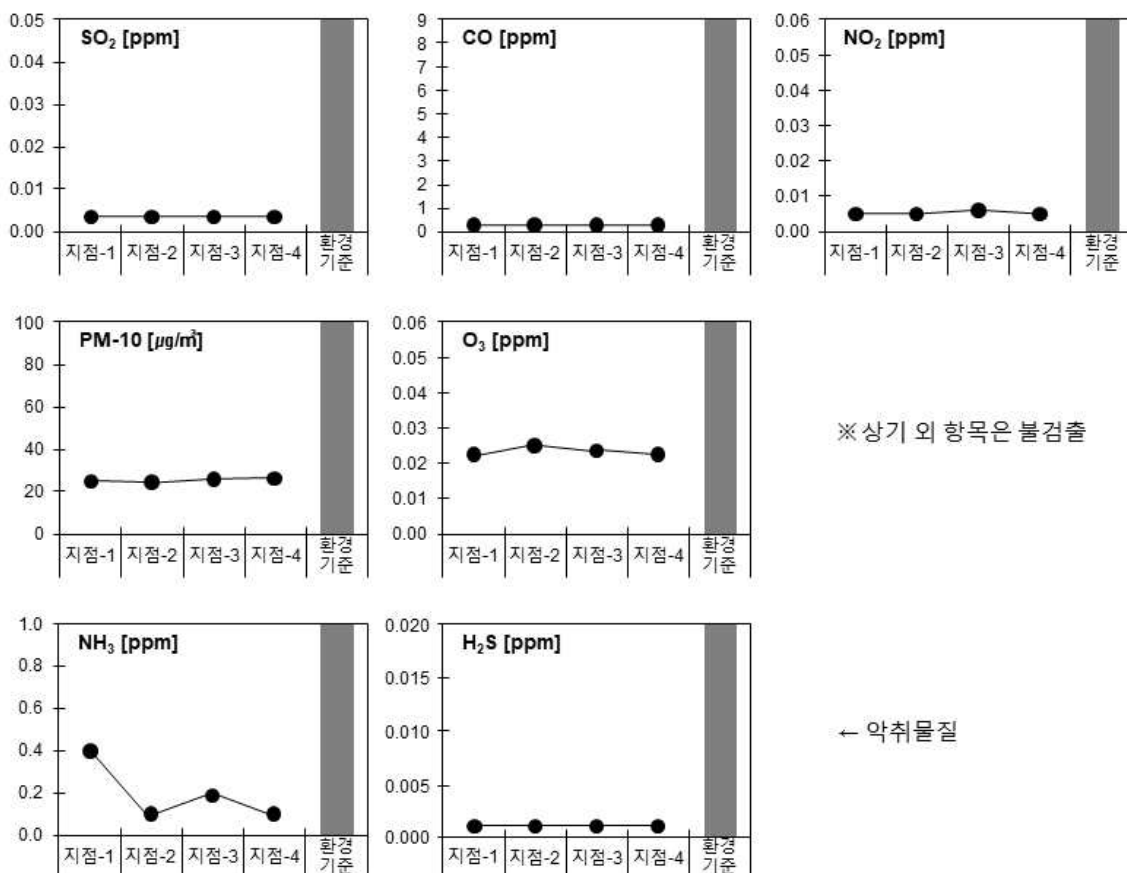 SO₂ [ppm]
0.05
0.04
0.03
0.02
0.01
0.00
지점-1 지점-2 지점-3 지점-4 환경
기준
CO [ppm]
9
8
7
6
5
4
3
2
1
0
지점-1 지점-2 지점-3 지점-4 환경
기준
NO₂ [ppm]
0.06
0.05
0.04
0.03
0.02
0.01
0.00
지점-1 지점-2 지점-3 지점-4 환경
기준
PM-10 [㎍/㎥]
100
80
60
40
20
0
지점-1 지점-2 지점-3 지점-4 환경
기준
O₃ [ppm]
0.06
0.05
0.04
0.03
0.02
0.01
0.00
지점-1 지점-2 지점-3 지점-4 환경
기준
※ 상기 외 항목은 불검출
NH₃ [ppm]
1.0
0.8
0.6
0.4
0.2
0.0
지점-1 지점-2 지점-3 지점-4 환경
기준
H₂S [ppm]
0.020
0.015
0.010
0.005
0.000
지점-1 지점-2 지점-3 지점-4 환경
기준
← 악취물질